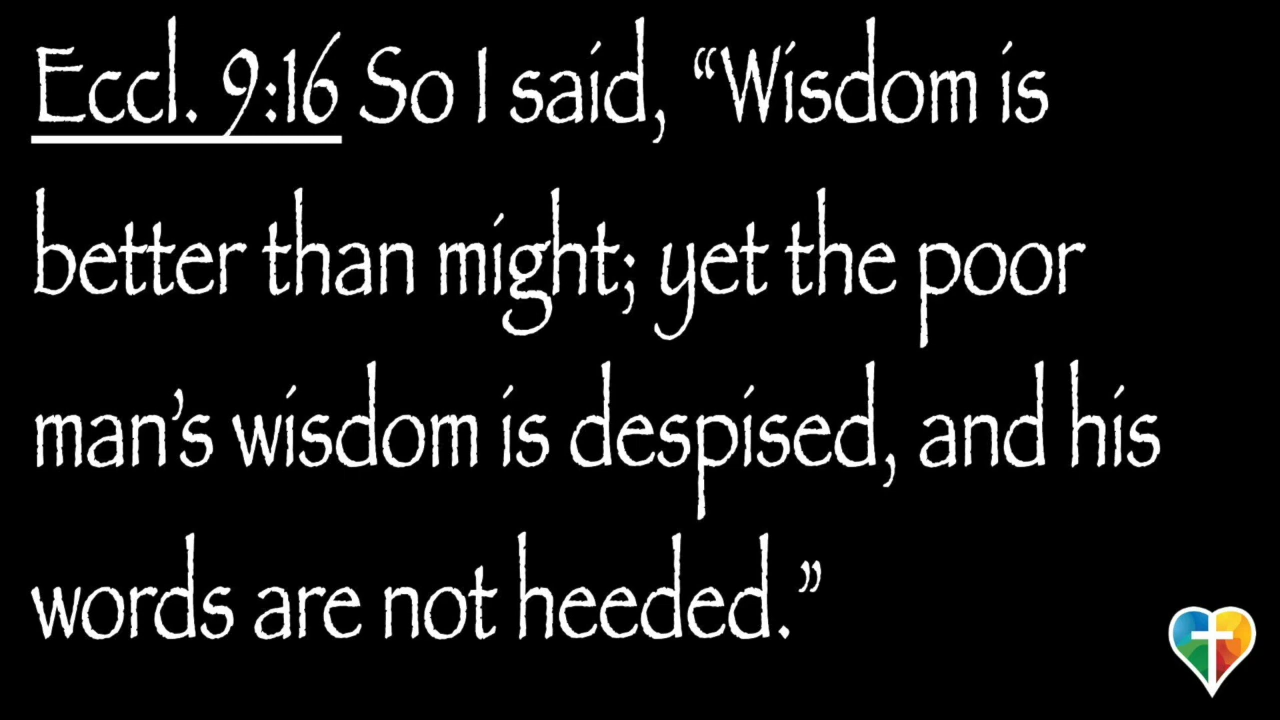 Eccl. 9:16 So I said, “Wisdom is
better than might; yet the poor
man’s wisdom is despised, and his
words are not heeded.”